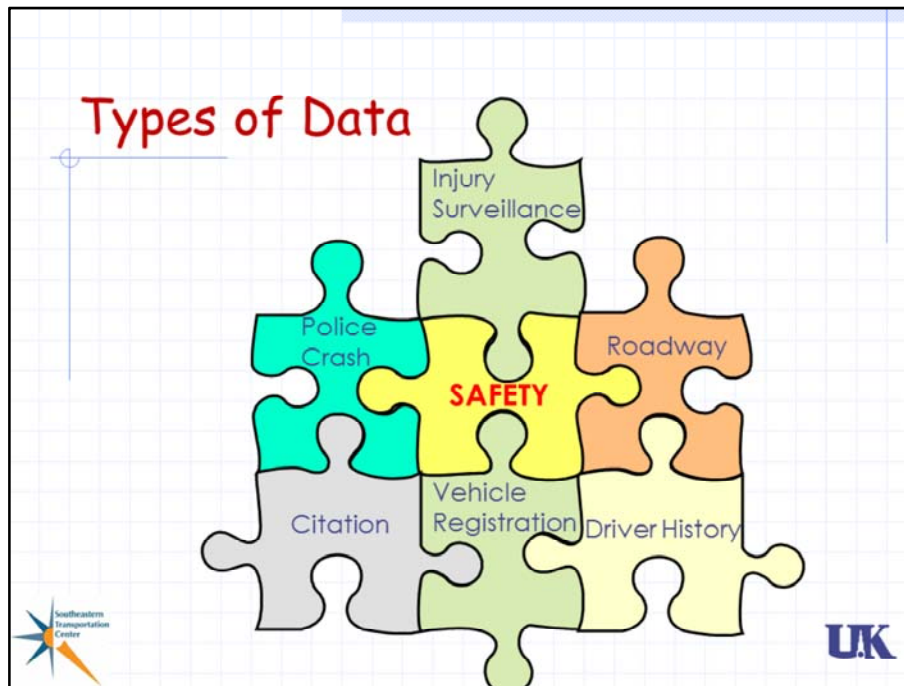 Types of Data
Injury
Surveillance
Police
Crash
Roadway
SAFETY
Citation
Vehicle
Registration
Driver History
Southeastern
Transportation
Center
UK